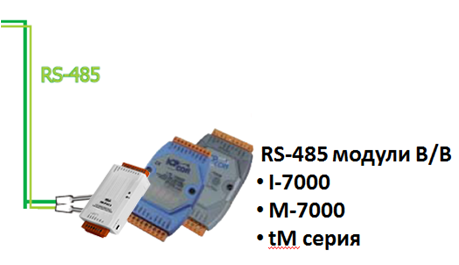 RS-485
RS-485 модули В/В
• I-7000
• M-7000
• tM серия